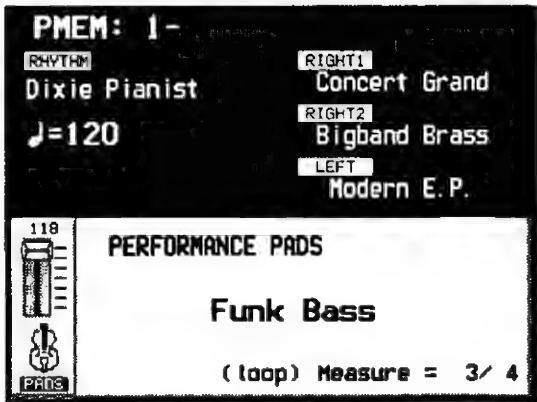 PMEM: 1-
RHYTHM
Dixie Pianist
♩=120
RIGHT1
Concert Grand
RIGHT2
Bigband Brass
LEFT
Modern E.P.
118
PADS
PERFORMANCE PADS
Funk Bass
(loop) Measure = 3/ 4